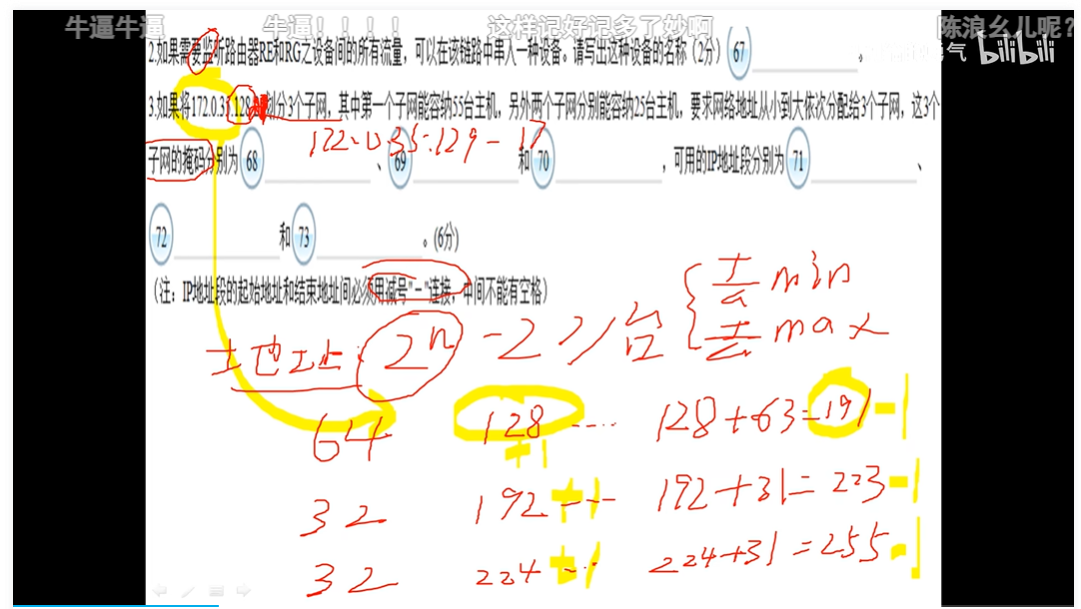 牛逼牛逼 牛逼！！！！ 这样记好记多了妙啊 陈浪幺儿呢?
勇气 bilibili
2.如果需要监听路由器RE和RG之设备间的所有流量，可以在该链路中串入一种设备。请写出这种设备的名称（2分） 67 。
3.如果将172.0.35.128 划分3个子网，其中第一个子网能容纳55台主机，另外两个子网分别能容纳25台主机，要求网络地址从小到大依次分配给3个子网，这3个
172.0.35.129-17
子网的掩码分别为 68 、 69 和 70 ，可用的IP地址段分别为 71 、
72 和 73 。(6分)
（注：IP地址段的起始地址和结束地址间必须用减号"－"连接，中间不能有空格）
min
max
2ⁿ -2 ≥ 台
64 128 .... 128+63=191 -1
+1
32 192 +1 --- 192+31=223 -1
32 224 +1 ... 224+31=255 -1